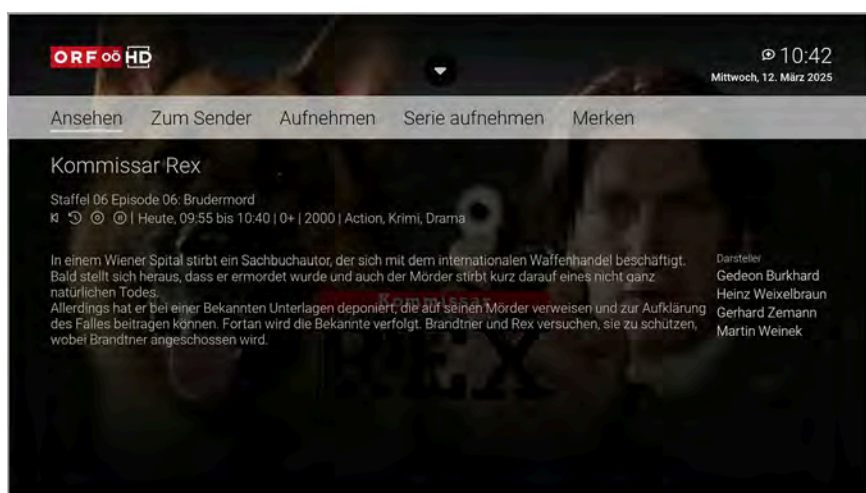 ORF OÖ HD
10:42
Mittwoch, 12. März 2025
Ansehen Zum Sender Aufnehmen Serie aufnehmen Merken
Kommissar Rex
Staffel 06 Episode 06: Brudermord
| Heute, 09:55 bis 10:40 | 0+ | 2000 | Action, Krimi, Drama
In einem Wiener Spital stirbt ein Sachbuchautor, der sich mit dem internationalen Waffenhandel beschäftigt.
Bald stellt sich heraus, dass er ermordet wurde und auch der Mörder stirbt kurz darauf eines nicht ganz
natürlichen Todes.
Allerdings hat er bei einer Bekannten Unterlagen deponiert, die auf seinen Mörder verweisen und zur Aufklärung
des Falles beitragen können. Fortan wird die Bekannte verfolgt. Brandtner und Rex versuchen, sie zu schützen,
wobei Brandtner angeschossen wird.
Darsteller
Gedeon Burkhard
Heinz Weixelbraun
Gerhard Zemann
Martin Weinek
Kommissar
REX